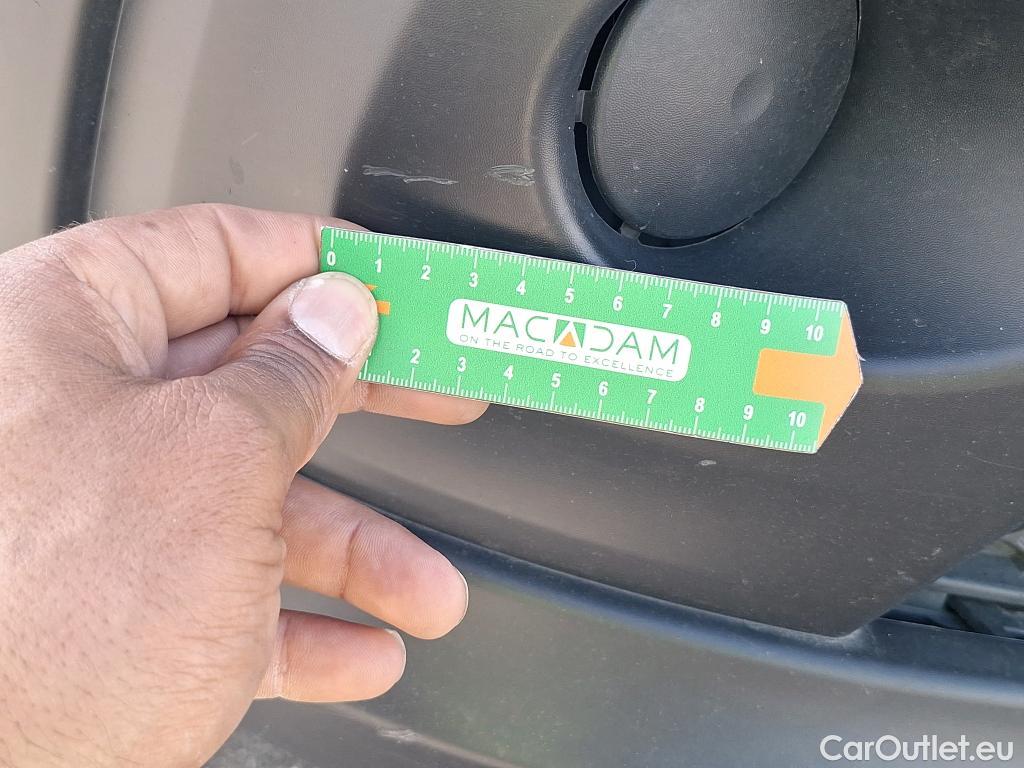 0 1 2 3 4 5 6 7 8 9 10
MACADAM
ON THE ROAD TO EXCELLENCE
2 3 4 5 6 7 8 9 10
CarOutlet.eu